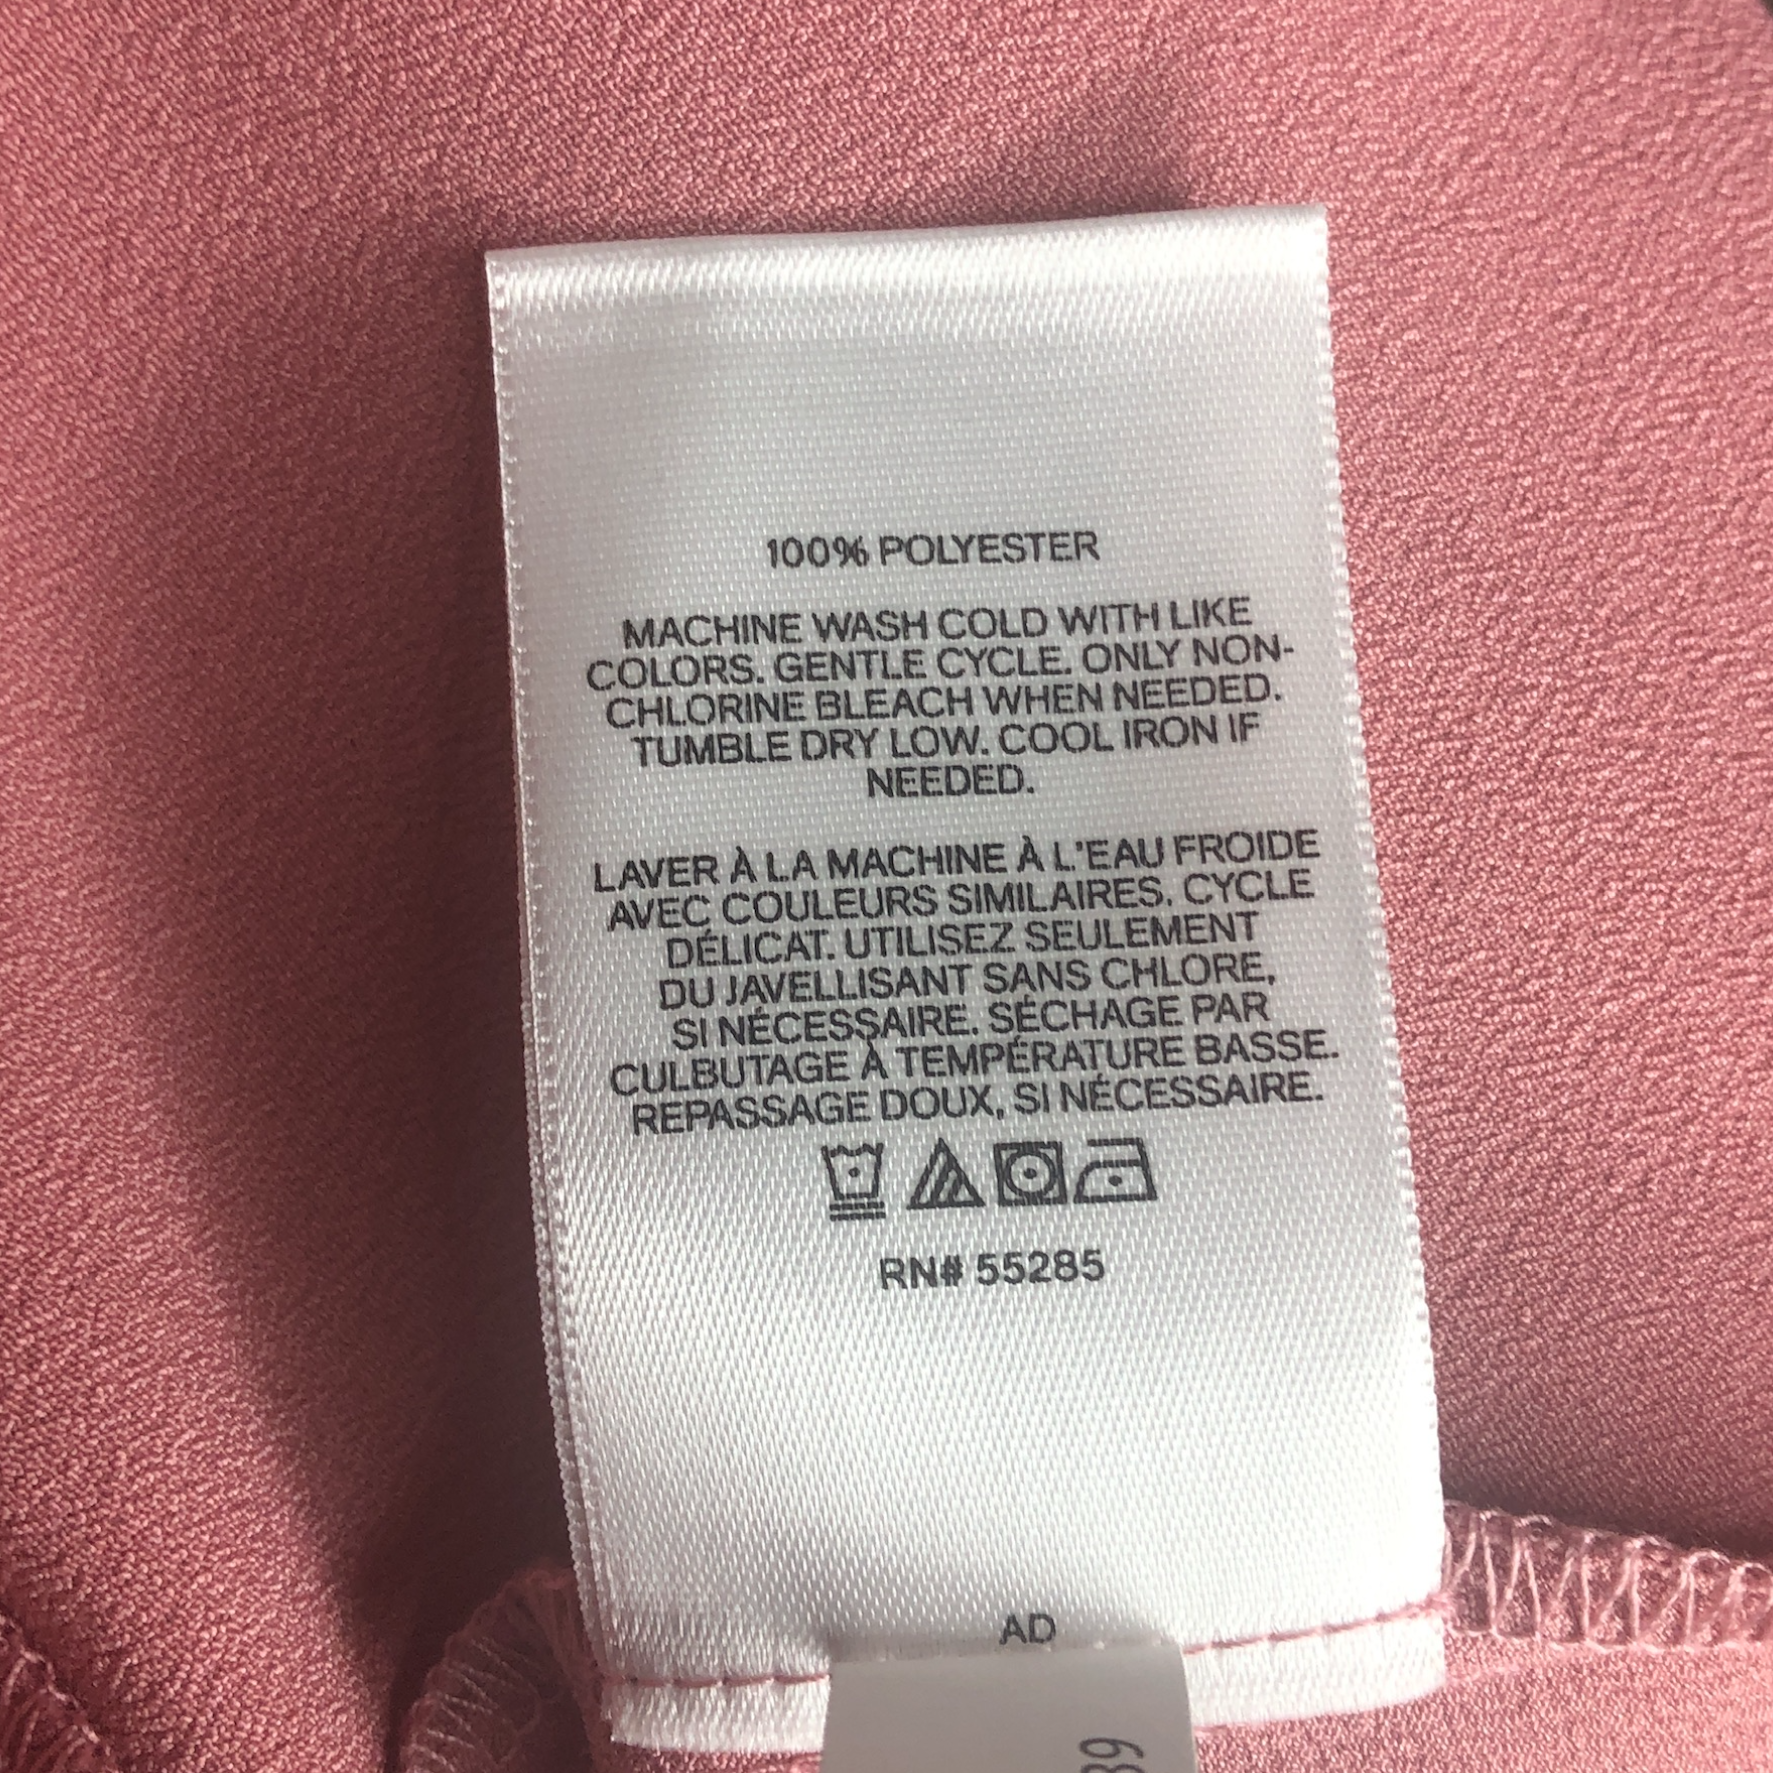 100% POLYESTER
MACHINE WASH COLD WITH LIKE
COLORS. GENTLE CYCLE. ONLY NON-
CHLORINE BLEACH WHEN NEEDED.
TUMBLE DRY LOW. COOL IRON IF
NEEDED.
LAVER À LA MACHINE À L'EAU FROIDE
AVEC COULEURS SIMILAIRES. CYCLE
DÉLICAT. UTILISEZ SEULEMENT
DU JAVELLISANT SANS CHLORE,
SI NÉCESSAIRE. SÉCHAGE PAR
CULBUTAGE À TEMPÉRATURE BASSE.
REPASSAGE DOUX, SI NÉCESSAIRE.
RN# 55285
AD